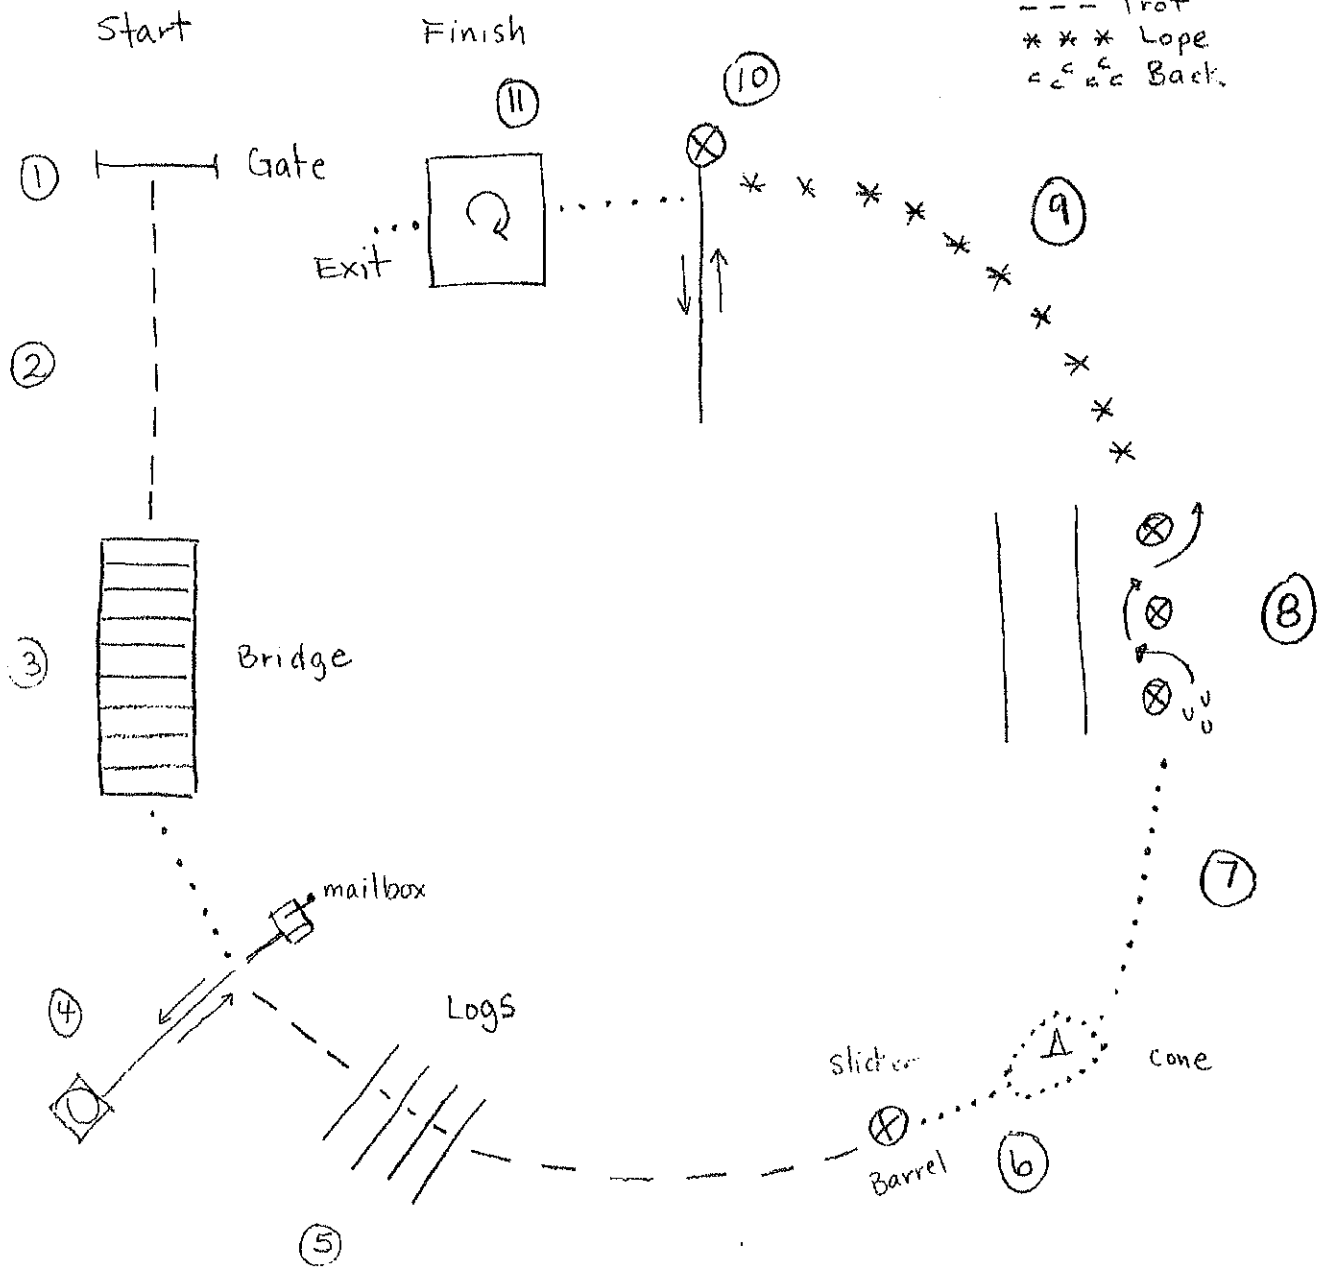 Start
Finish
Trot
* * * Lope
Back.
10
11
1
Gate
9
Exit
2
8
3
Bridge
7
mailbox
4
Logs
Cone
Barrel
6
5